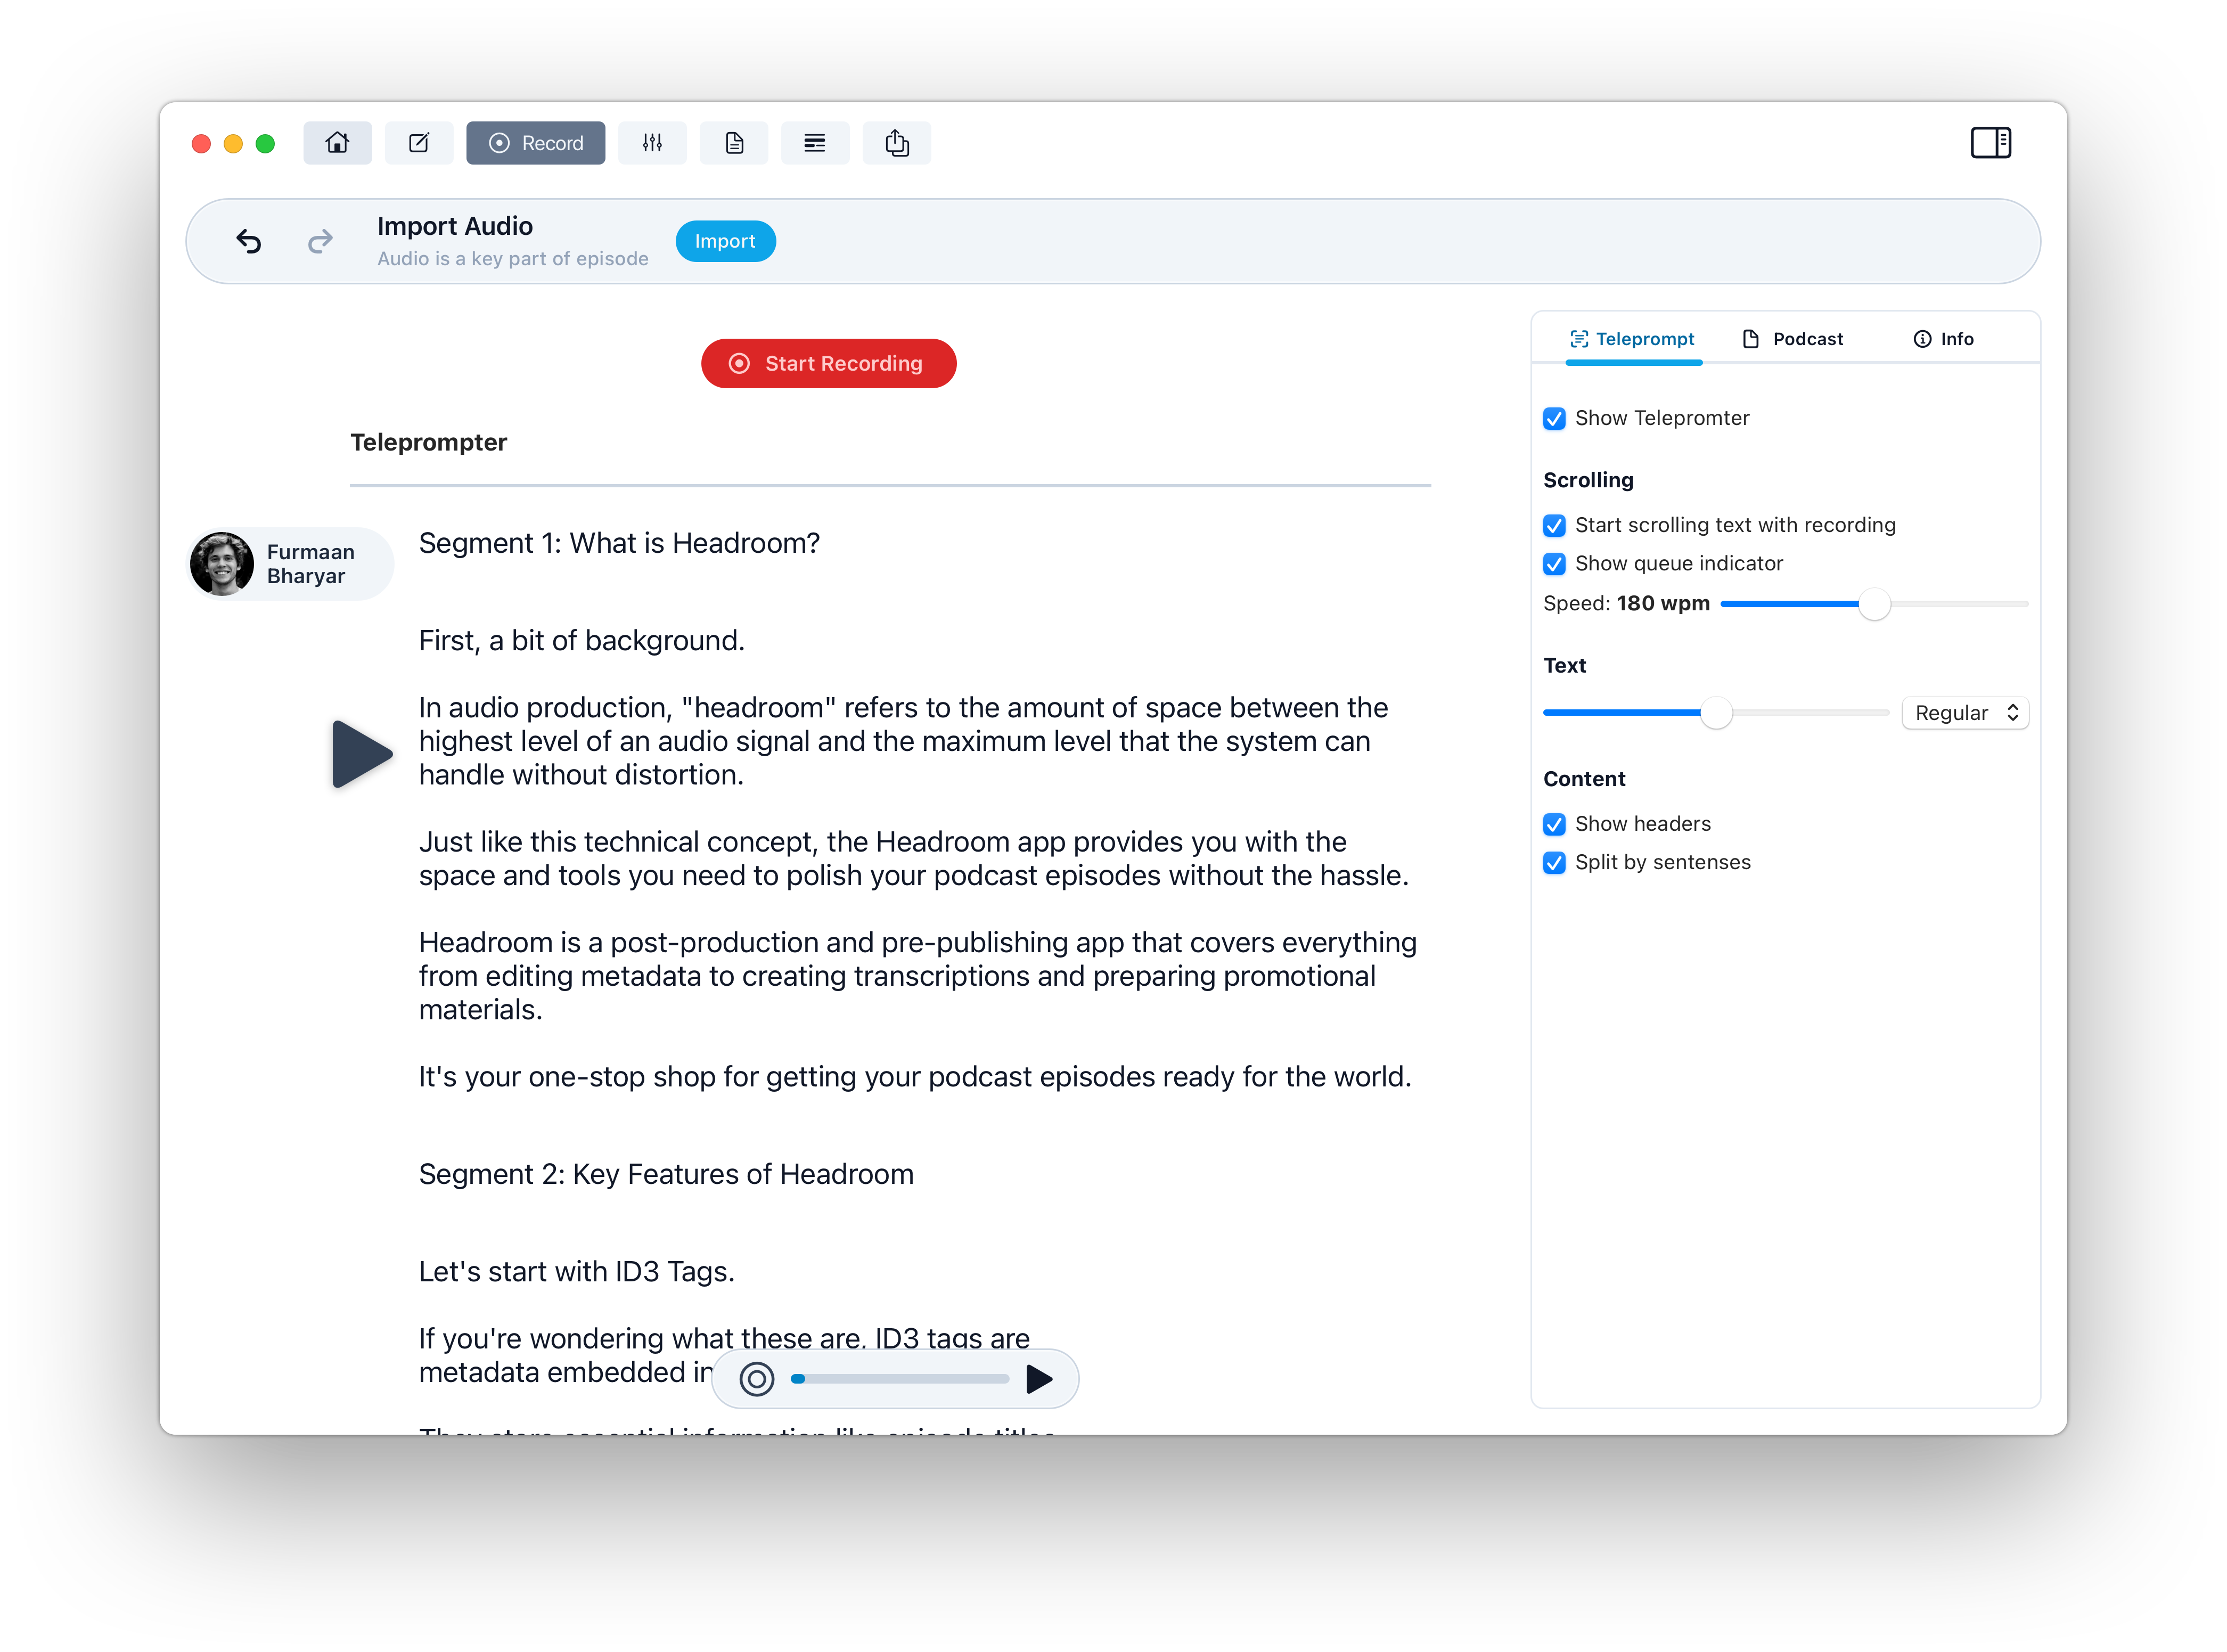 Record
Import Audio
Audio is a key part of episode
Import
Start Recording
Teleprompter
Furmaan
Bharyar
Segment 1: What is Headroom?
First, a bit of background.
In audio production, "headroom" refers to the amount of space between the
highest level of an audio signal and the maximum level that the system can
handle without distortion.
Just like this technical concept, the Headroom app provides you with the
space and tools you need to polish your podcast episodes without the hassle.
Headroom is a post-production and pre-publishing app that covers everything
from editing metadata to creating transcriptions and preparing promotional
materials.
It's your one-stop shop for getting your podcast episodes ready for the world.
Segment 2: Key Features of Headroom
Let's start with ID3 Tags.
If you're wondering what these are, ID3 tags are
metadata embedded in
They store essential information like episode titles
Teleprompt
Podcast
Info
Show Telepromter
Scrolling
Start scrolling text with recording
Show queue indicator
Speed: 180 wpm
Text
Regular
Content
Show headers
Split by sentenses